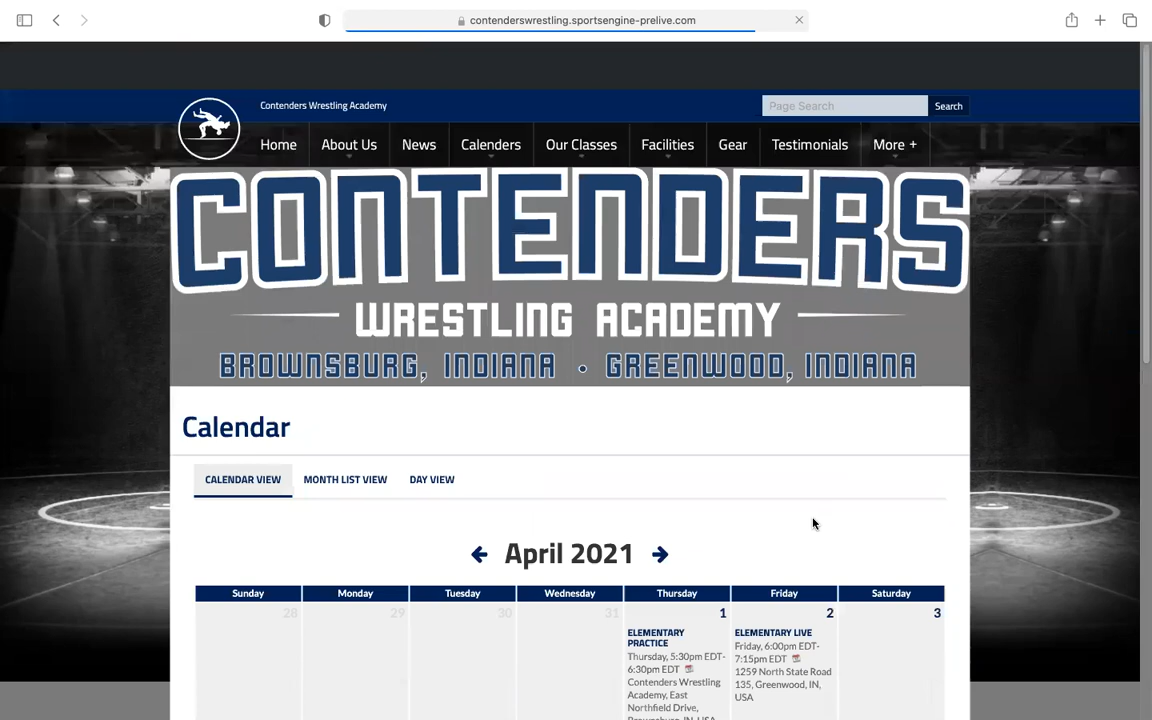 contenderswrestling.sportsengine-prelive.com
Contenders Wrestling Academy
Page Search
Search
Home
About Us
News
Calenders
Our Classes
Facilities
Gear
Testimonials
More +
CONTENDERS
WRESTLING ACADEMY
BROWNSBURG, INDIANA • GREENWOOD, INDIANA
Calendar
CALENDAR VIEW
MONTH LIST VIEW
DAY VIEW
April 2021
Sunday
Monday
Tuesday
Wednesday
Thursday
Friday
Saturday
28
29
30
31
1
2
3
ELEMENTARY
PRACTICE
Thursday, 5:30pm EDT-
6:30pm EDT
Contenders Wrestling
Academy, East
Northfield Drive,
Brownsburg, IN, USA
ELEMENTARY LIVE
Friday, 6:00pm EDT-
7:15pm EDT
1259 North State Road
135, Greenwood, IN,
USA